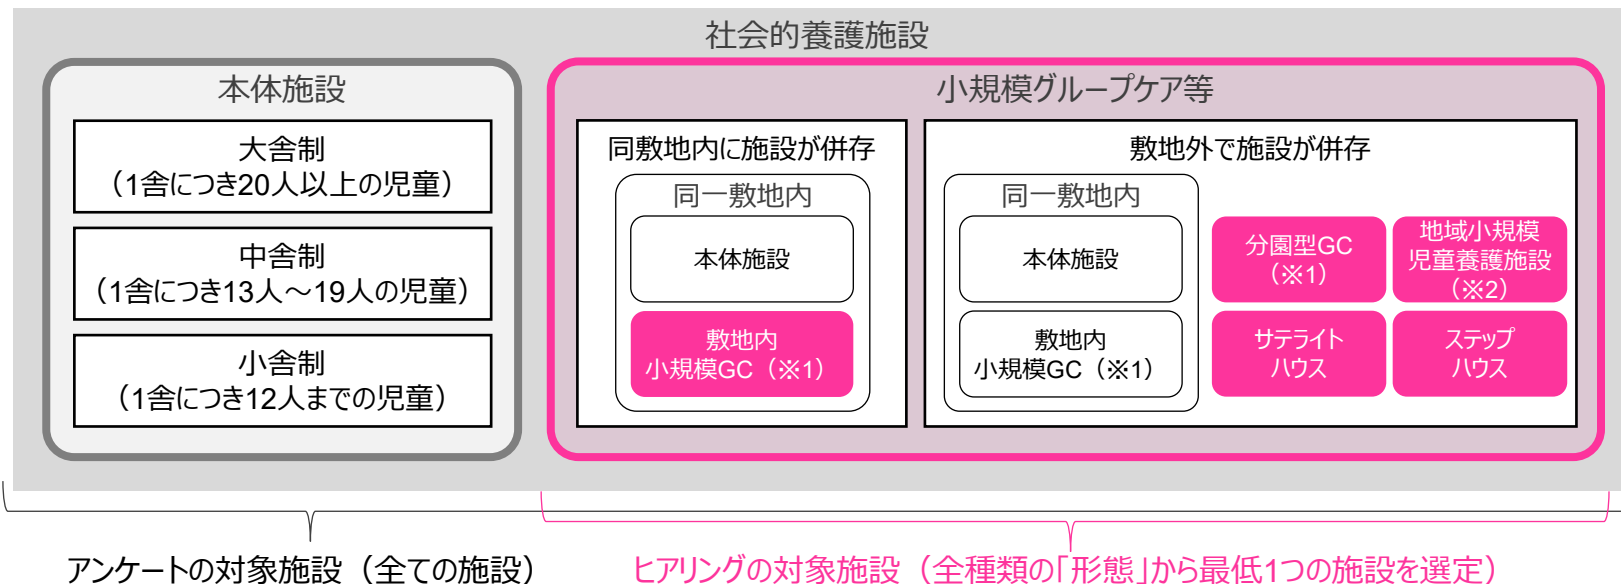 社会的養護施設
本体施設
大舎制
（1舎につき20人以上の児童）
中舎制
（1舎につき13人～19人の児童）
小舎制
（1舎につき12人までの児童）
小規模グループケア等
同敷地内に施設が併存
同一敷地内
本体施設
敷地内
小規模GC（※1）
敷地外で施設が併存
同一敷地内
本体施設
敷地内
小規模GC（※1）
分園型GC
（※1）
地域小規模
児童養護施設
（※2）
サテライト
ハウス
ステップ
ハウス
アンケートの対象施設（全ての施設）
ヒアリングの対象施設（全種類の「形態」から最低1つの施設を選定）